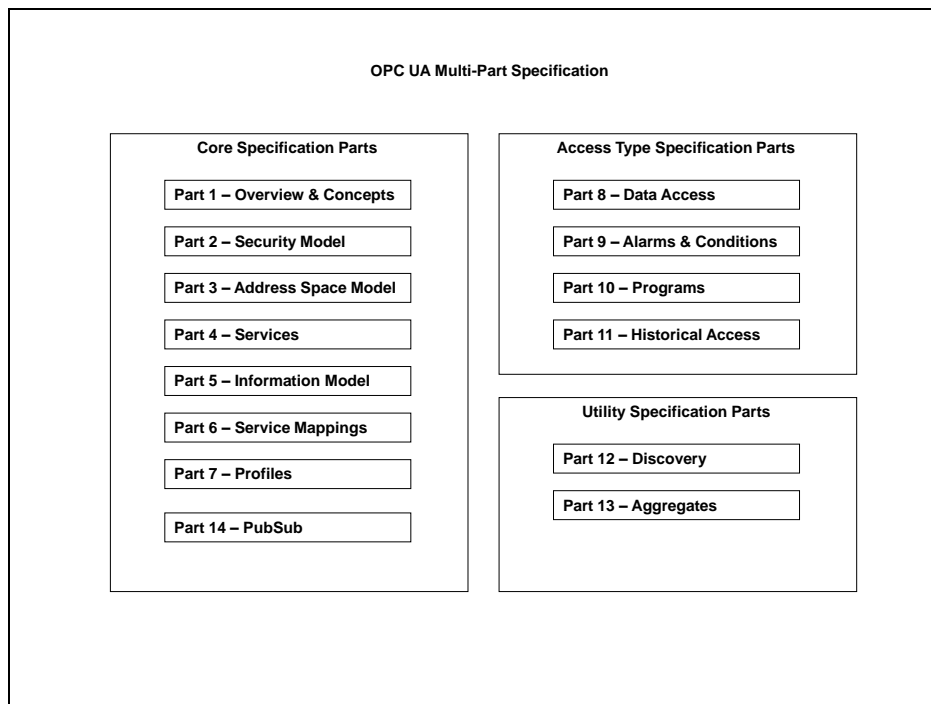 OPC UA Multi-Part Specification
Core Specification Parts
Part 1 – Overview & Concepts
Part 2 – Security Model
Part 3 – Address Space Model
Part 4 – Services
Part 5 – Information Model
Part 6 – Service Mappings
Part 7 – Profiles
Part 14 – PubSub
Access Type Specification Parts
Part 8 – Data Access
Part 9 – Alarms & Conditions
Part 10 – Programs
Part 11 – Historical Access
Utility Specification Parts
Part 12 – Discovery
Part 13 – Aggregates